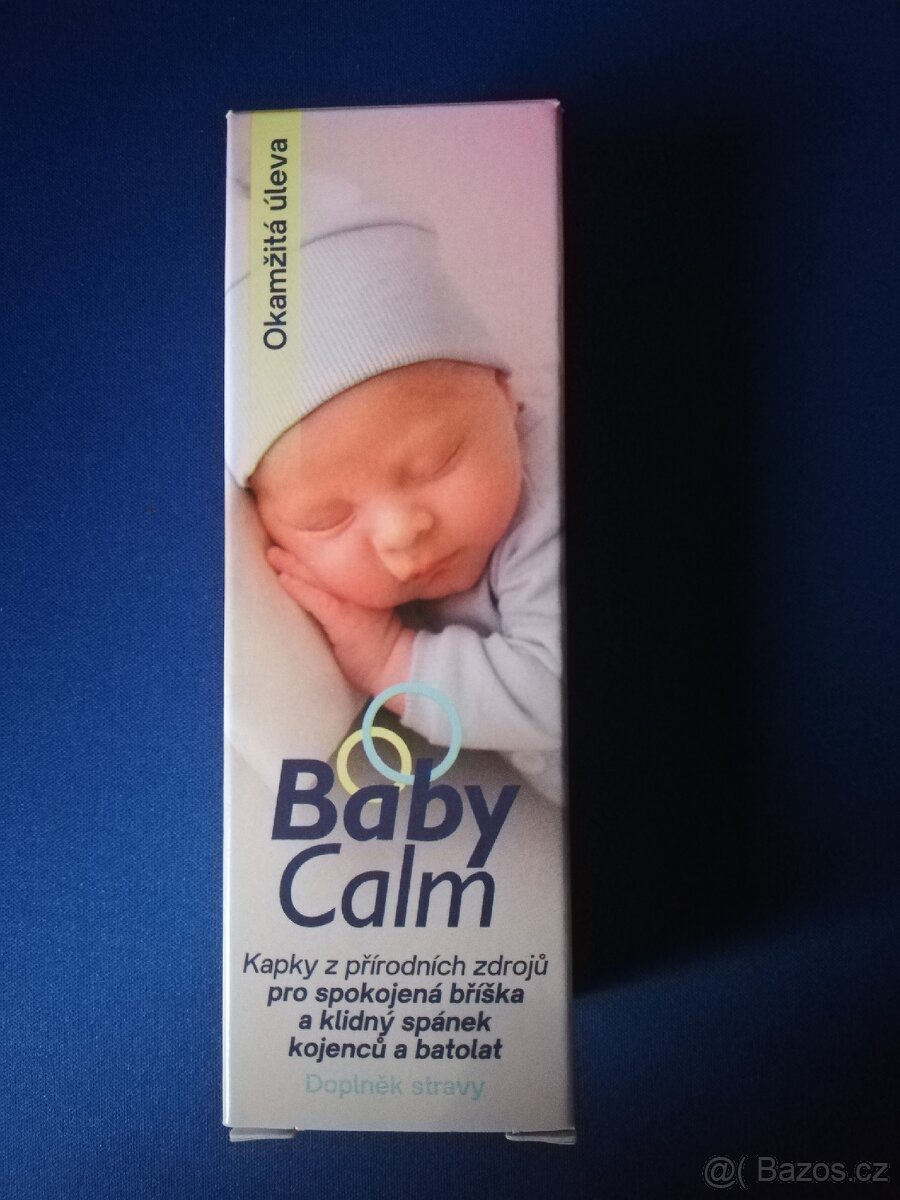 Okamžitá úleva
Baby
Calm
Kapky z přírodních zdrojů
pro spokojená bříška
a klidný spánek
kojenců a batolat
Doplněk stravy
@( Bazos.cz